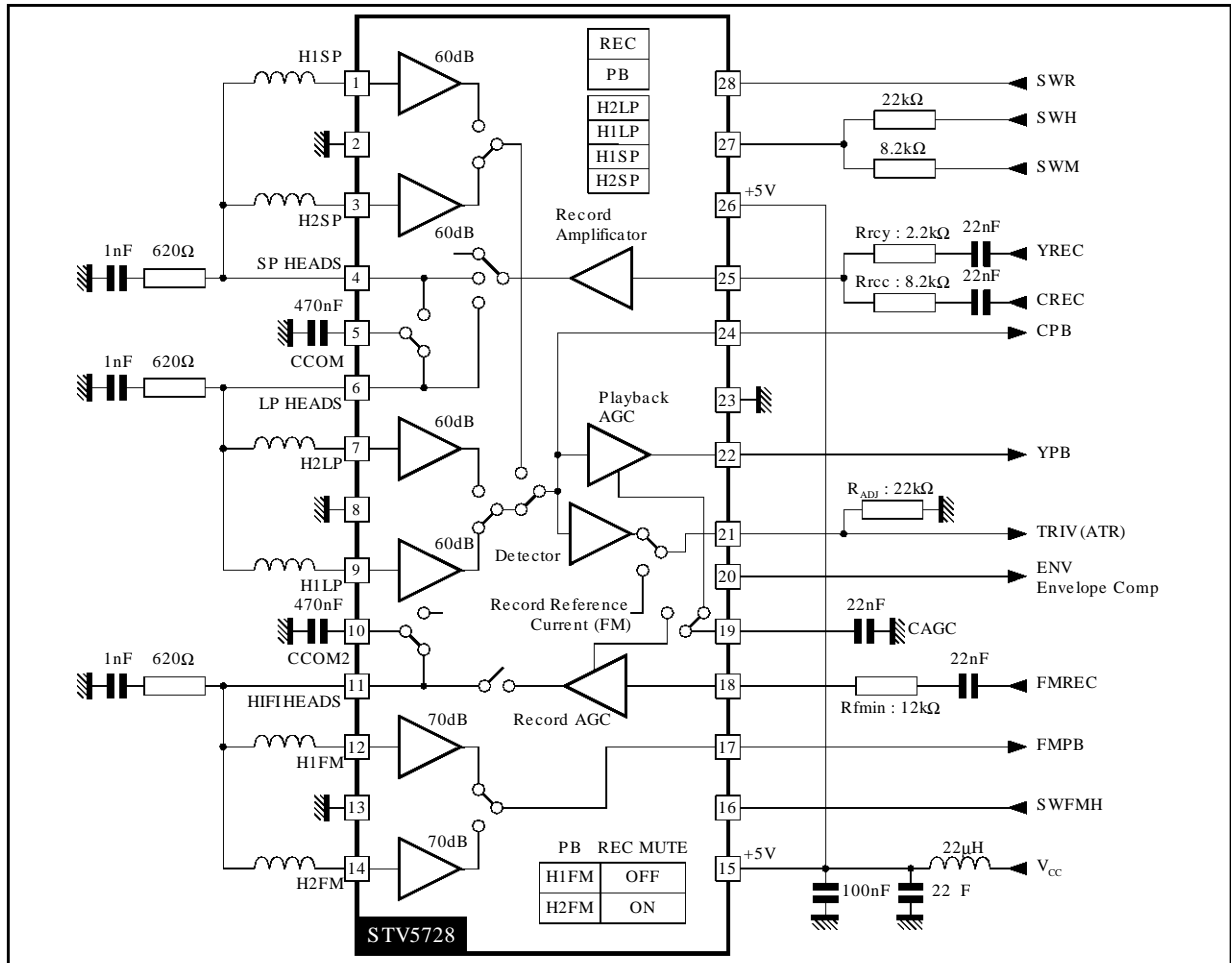 H1SP
60dB
REC
PB
1
28
SWR
H2LP
H1LP
H1SP
H2SP
22kΩ
SWH
2
27
8.2kΩ
SWM
3
H2SP
60dB
26
+5V
Record
Amplificator
1nF
620Ω
SP HEADS
4
25
Rrcy : 2.2kΩ
22nF
YREC
Rrcc : 8.2kΩ
22nF
CREC
470nF
5
CCOM
24
CPB
1nF
620Ω
6
LP HEADS
23
Playback
AGC
60dB
7
H2LP
22
YPB
8
RADJ : 22kΩ
21
TRIV (ATR)
Detector
60dB
9
H1LP
20
ENV
Envelope Comp
470nF
Record Reference
Current (FM)
22nF
10
CCOM2
19
CAGC
1nF
620Ω
11
HIFI HEADS
18
22nF
FMREC
Rfmin : 12kΩ
Record AGC
70dB
12
H1FM
17
FMPB
13
16
SWFMH
70dB
14
H2FM
PB REC MUTE
H1FM OFF
H2FM ON
15
+5V
22µH
VCC
100nF
22 F
STV5728